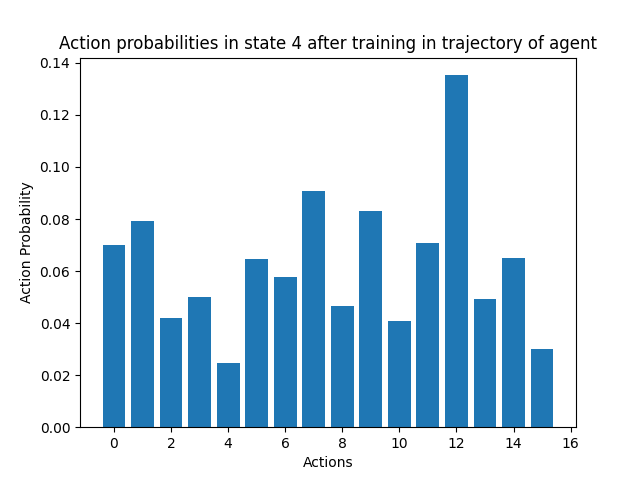 Action probabilities in state 4 after training in trajectory of agent
0.14
0.12
0.10
0.08
0.06
0.04
0.02
0.00
Action Probability
0 2 4 6 8 10 12 14 16
Actions